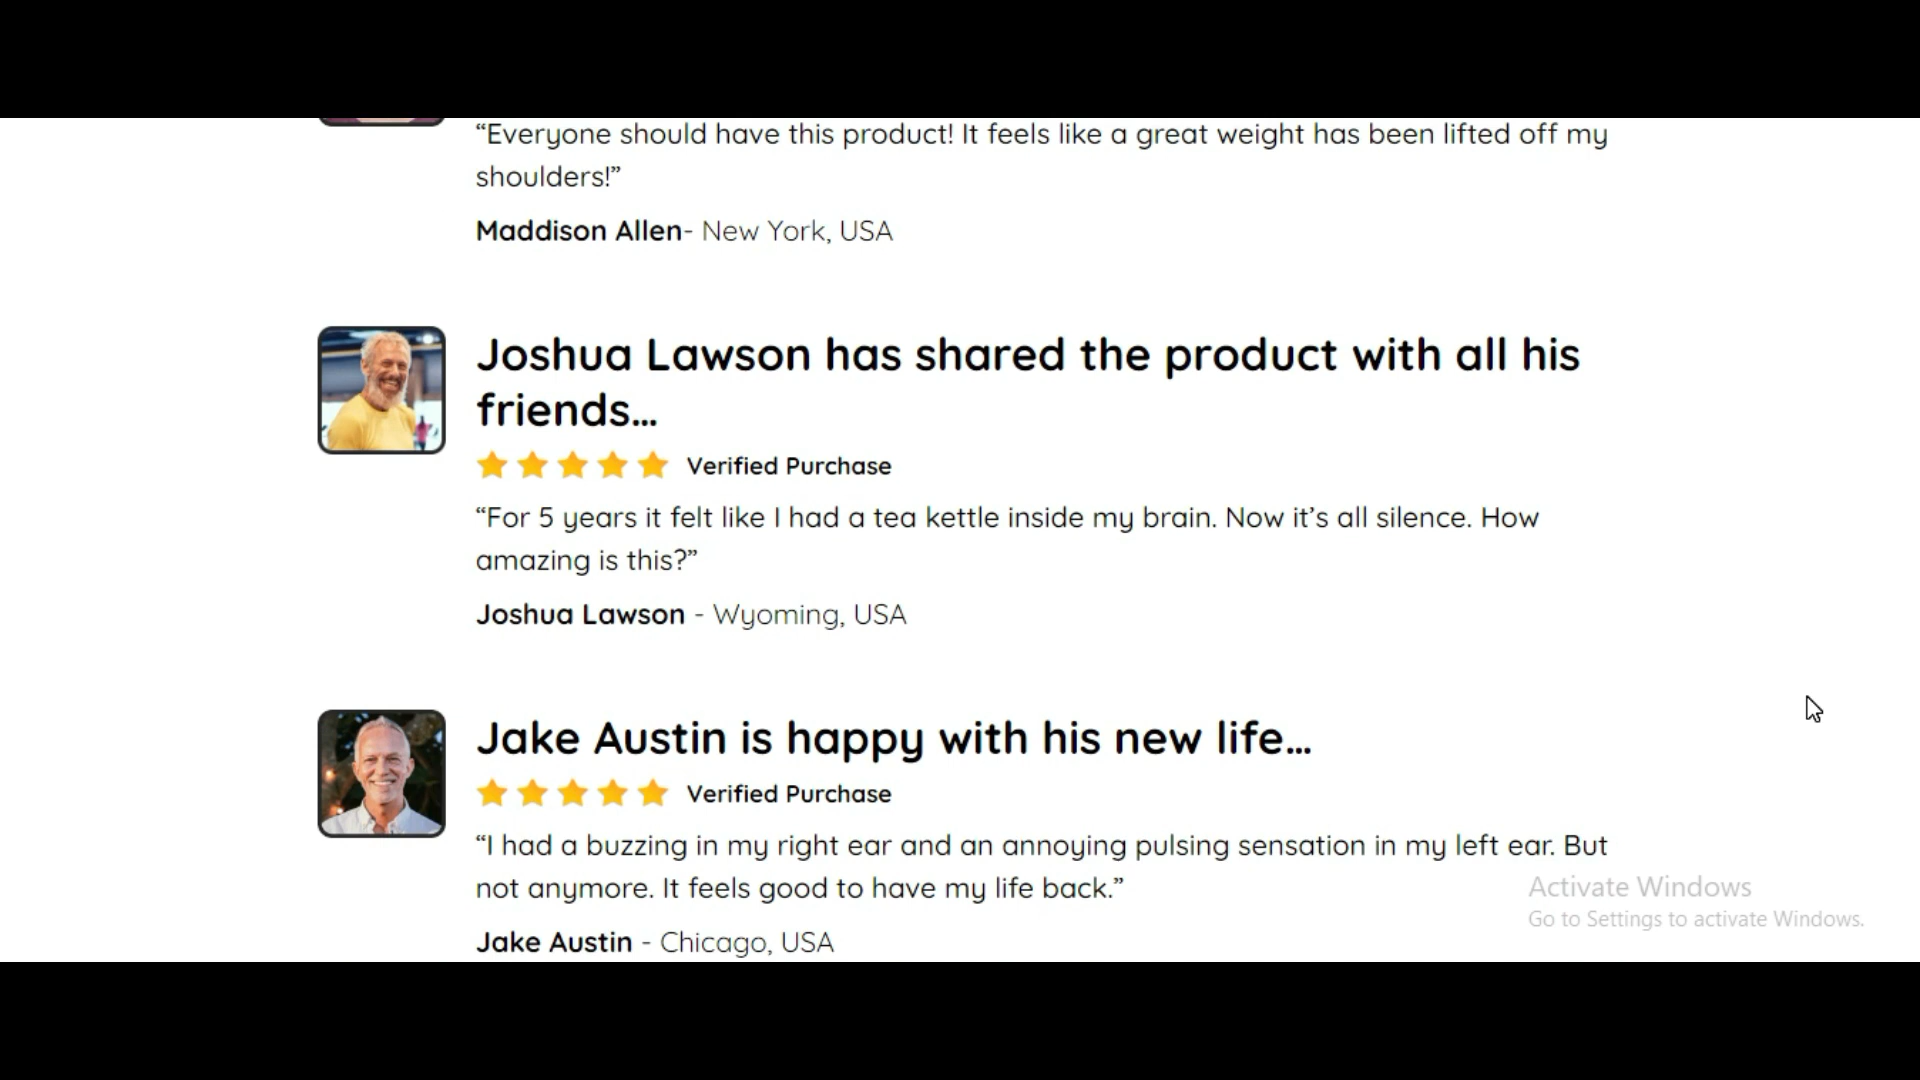 “Everyone should have this product! It feels like a great weight has been lifted off my
shoulders!”
Maddison Allen- New York, USA
Joshua Lawson has shared the product with all his
friends...
Verified Purchase
“For 5 years it felt like I had a tea kettle inside my brain. Now it’s all silence. How
amazing is this?”
Joshua Lawson - Wyoming, USA
Jake Austin is happy with his new life...
Verified Purchase
“I had a buzzing in my right ear and an annoying pulsing sensation in my left ear. But
not anymore. It feels good to have my life back.”
Jake Austin - Chicago, USA
Activate Windows
Go to Settings to activate Windows.